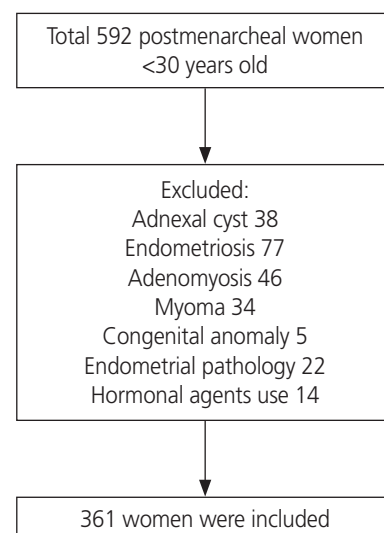 Total 592 postmenarcheal women
<30 years old
Excluded:
Adnexal cyst 38
Endometriosis 77
Adenomyosis 46
Myoma 34
Congenital anomaly 5
Endometrial pathology 22
Hormonal agents use 14
361 women were included